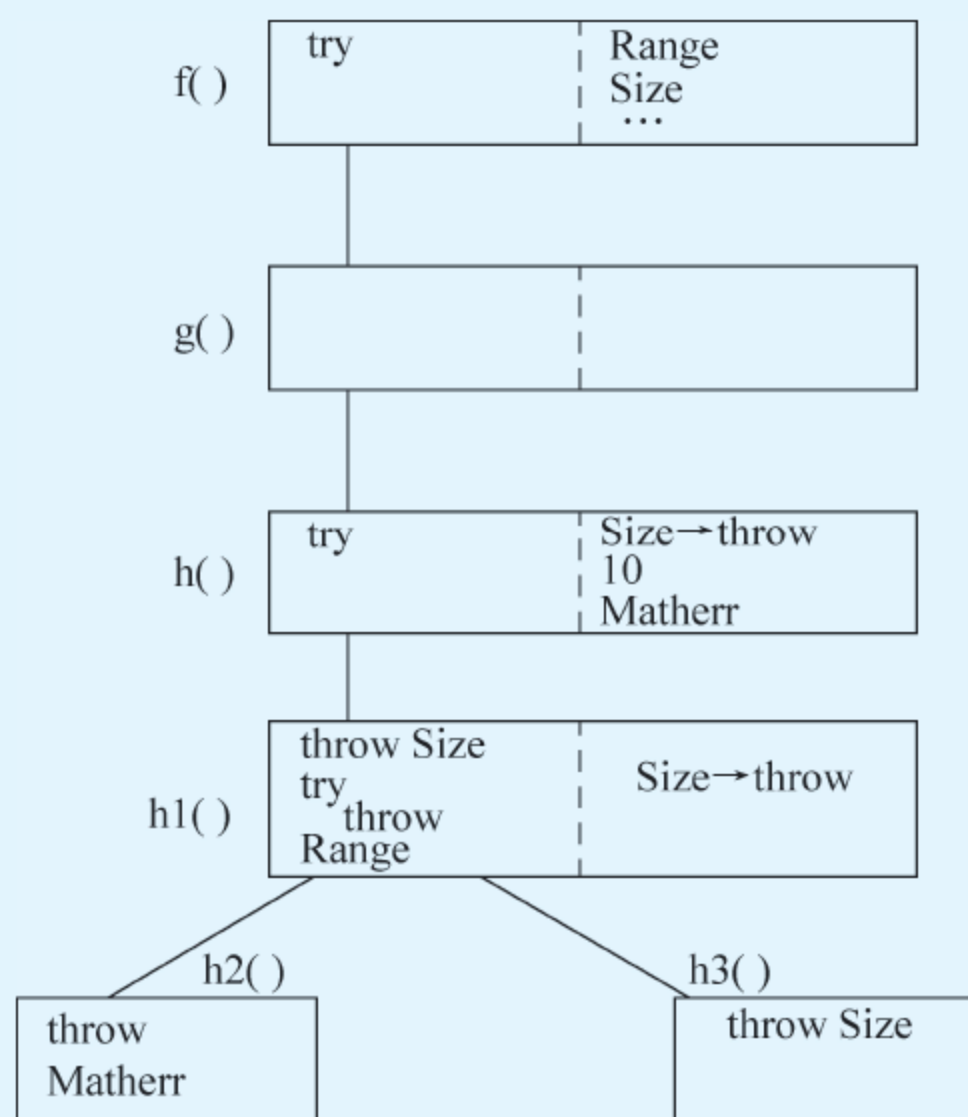 f( )
try
Range
Size
...
g( )
h( )
try
Size→throw
10
Matherr
h1( )
throw Size
try
throw
Range
Size→throw
h2( )
throw
Matherr
h3( )
throw Size